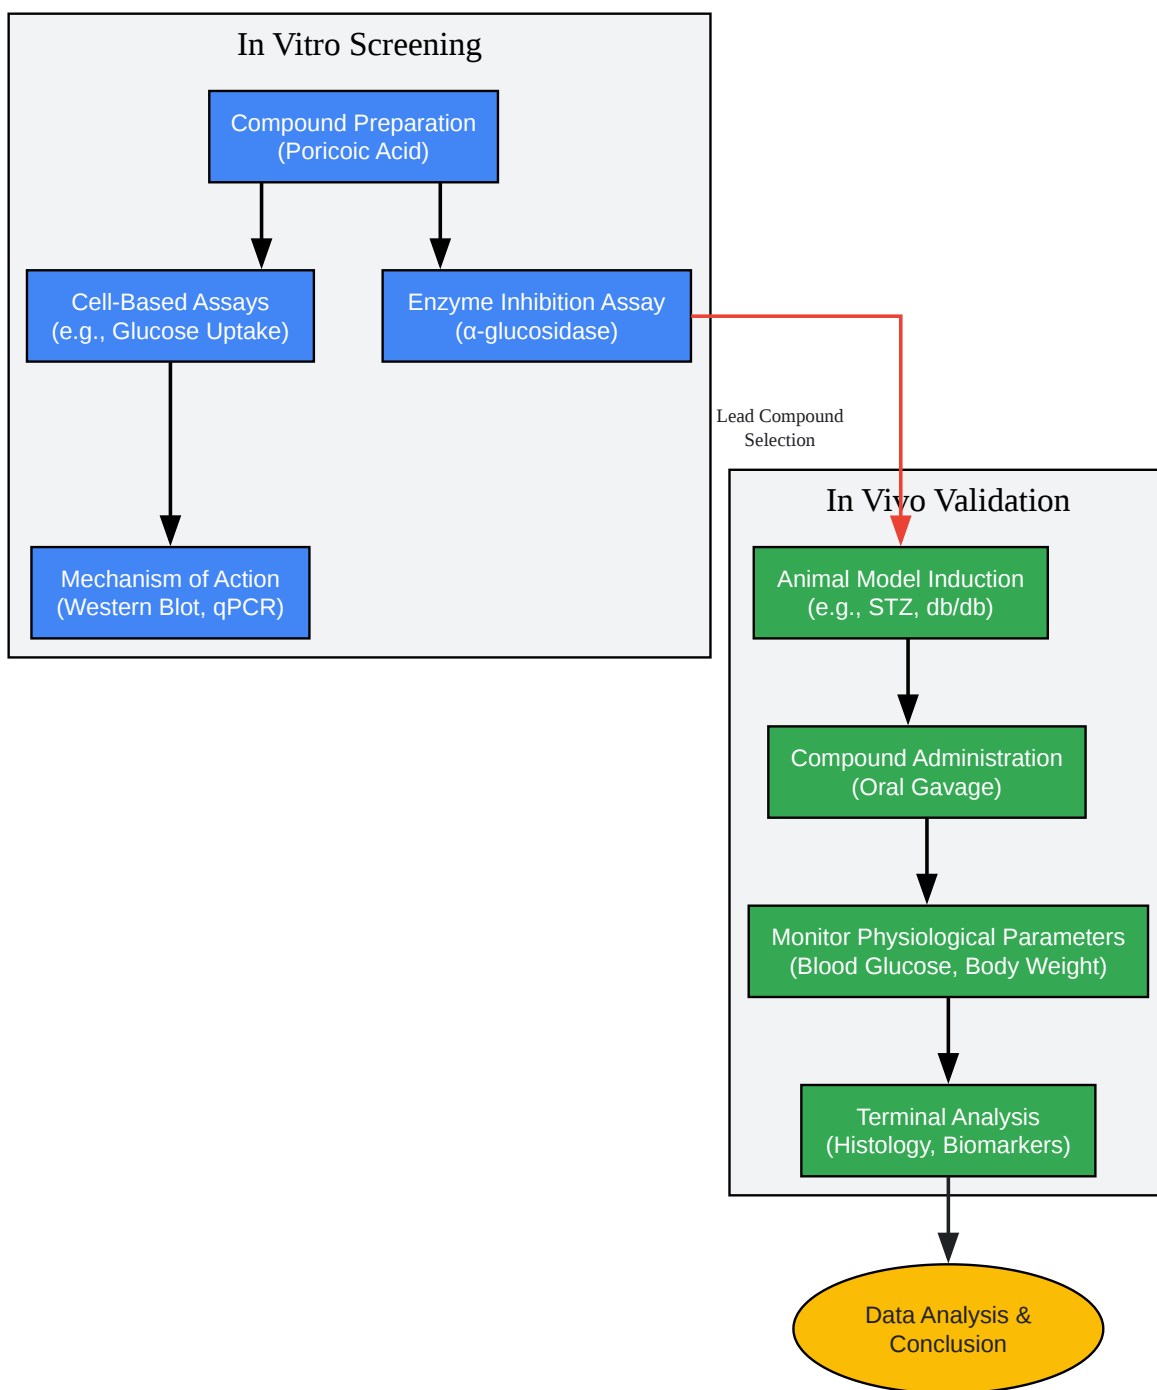 In Vitro Screening
Compound Preparation
(Poricoic Acid)
Cell-Based Assays
(e.g., Glucose Uptake)
Enzyme Inhibition Assay
(α-glucosidase)
Lead Compound
Selection
Mechanism of Action
(Western Blot, qPCR)
In Vivo Validation
Animal Model Induction
(e.g., STZ, db/db)
Compound Administration
(Oral Gavage)
Monitor Physiological Parameters
(Blood Glucose, Body Weight)
Terminal Analysis
(Histology, Biomarkers)
Data Analysis &
Conclusion